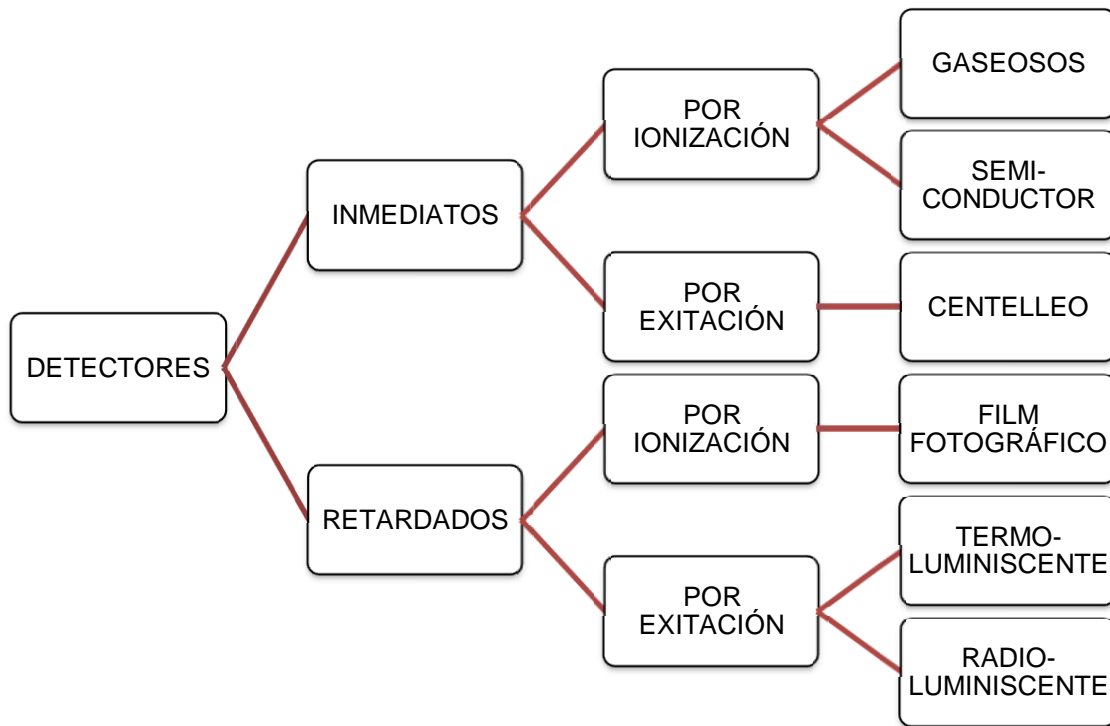 DETECTORES
INMEDIATOS
POR
IONIZACIÓN
GASEOSOS
SEMI-
CONDUCTOR
POR
EXITACIÓN
CENTELLEO
RETARDADOS
POR
IONIZACIÓN
FILM
FOTOGRÁFICO
POR
EXITACIÓN
TERMO-
LUMINISCENTE
RADIO-
LUMINISCENTE